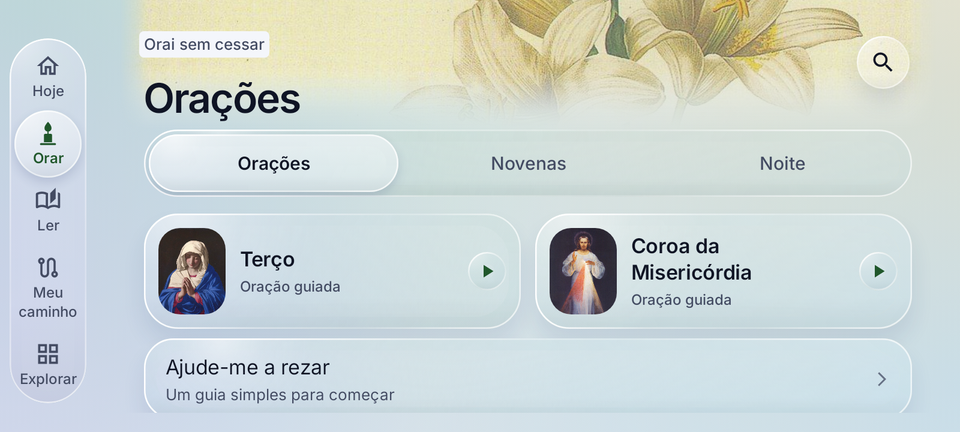 Hoje
Orar
Ler
Meu
caminho
Explorar
Orai sem cessar
Orações
Orações
Novenas
Noite
Terço
Oração guiada
Coroa da
Misericórdia
Oração guiada
Ajude-me a rezar
Um guia simples para começar